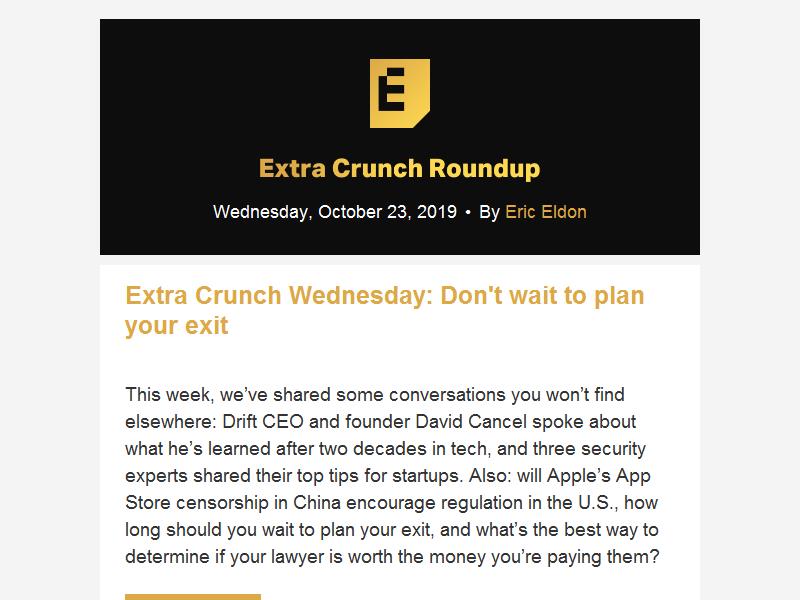 E
Extra Crunch Roundup
Wednesday, October 23, 2019 • By Eric Eldon
Extra Crunch Wednesday: Don't wait to plan
your exit
This week, we’ve shared some conversations you won’t find
elsewhere: Drift CEO and founder David Cancel spoke about
what he’s learned after two decades in tech, and three security
experts shared their top tips for startups. Also: will Apple’s App
Store censorship in China encourage regulation in the U.S., how
long should you wait to plan your exit, and what’s the best way to
determine if your lawyer is worth the money you’re paying them?